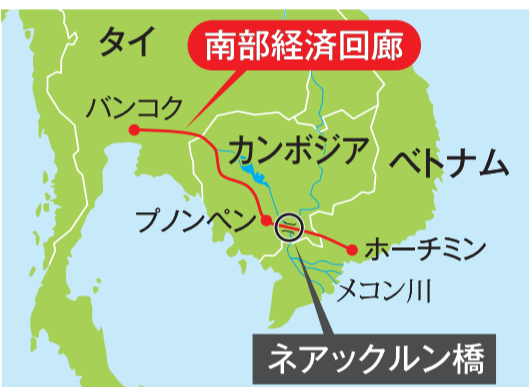 タイ
南部経済回廊
バンコク
カンボジア
ベトナム
プノンペン
ホーチミン
メコン川
ネアックルン橋